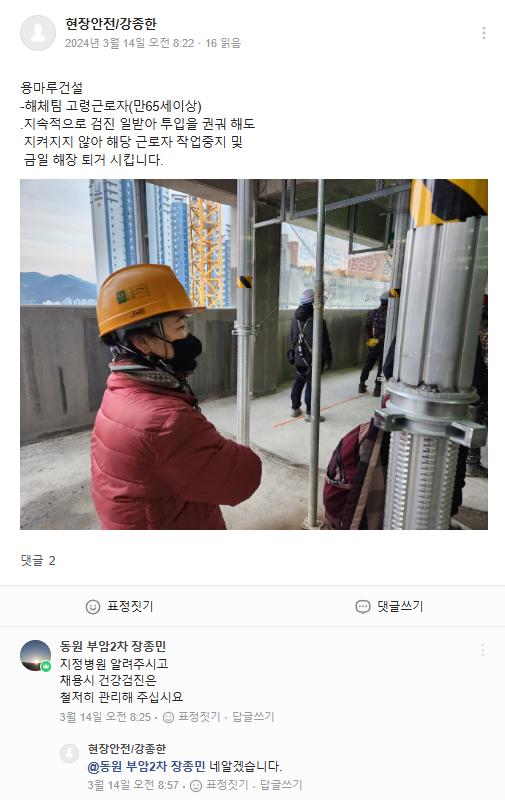 현장안전/강종한
2024년 3월 14일 오전 8:22 · 16 읽음
용마루건설
-해체팀 고령근로자(만65세이상)
.지속적으로 검진 일받아 투입을 권궈 해도
지켜지지 않아 해당 근로자 작업중지 및
금일 해장 퇴거 시킵니다.
댓글 2
표정짓기
댓글쓰기
동원 부암2차 장종민
지정병원 알려주시고
채용시 건강검진은
철저히 관리해 주십시요
3월 14일 오전 8:25 · 표정짓기 · 답글쓰기
현장안전/강종한
@동원 부암2차 장종민 네알겠습니다.
3월 14일 오전 8:57 · 표정짓기 · 답글쓰기